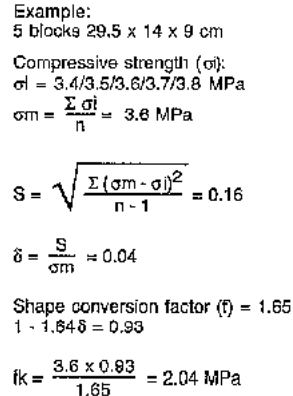 Example:
5 blocks 29.5 x 14 x 9 cm
Compressive strength (σi):
σi = 3.4/3.5/3.6/3.7/3.8 MPa
σm = Σ σi / n = 3.6 MPa
S = √ Σ (σm - σi)² / n - 1 = 0.16
δ = S / σm = 0.04
Shape conversion factor (f) = 1.65
1 - 1.64δ = 0.93
fk = 3.6 x 0.93 / 1.65 = 2.04 MPa